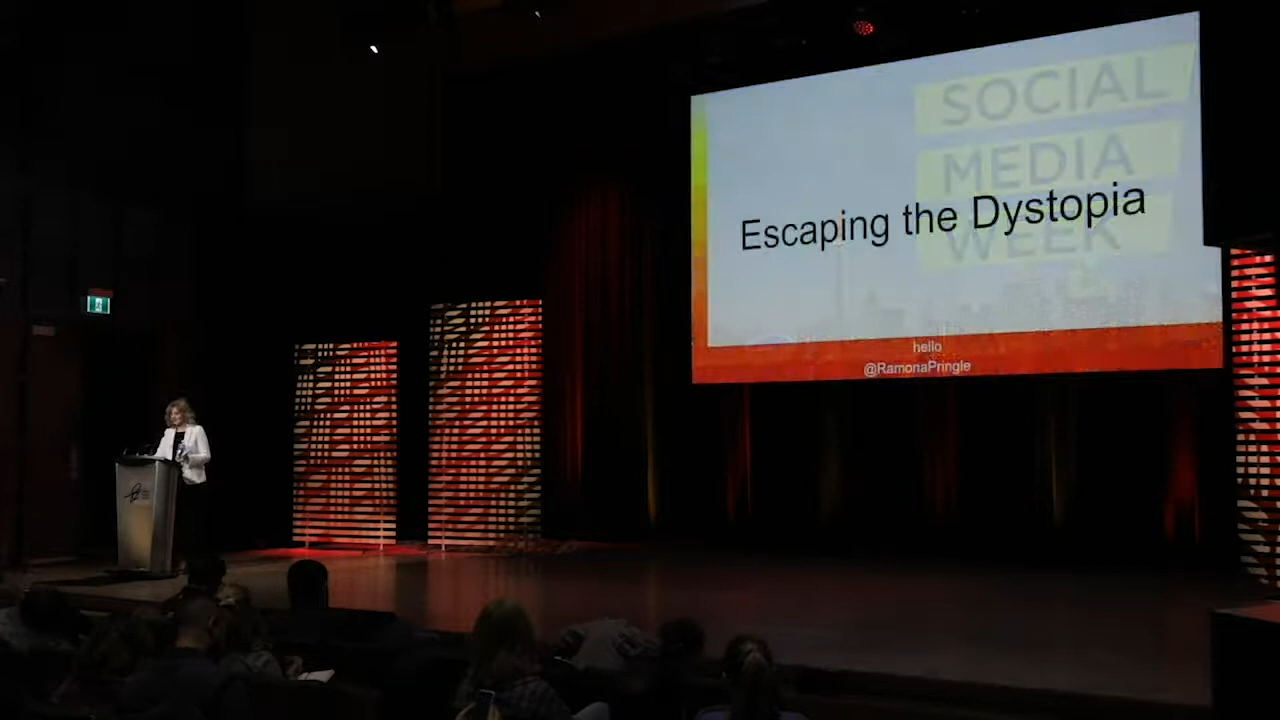 SOCIAL
MEDIA
WEEK
Escaping the Dystopia
hello
@RamonaPringle